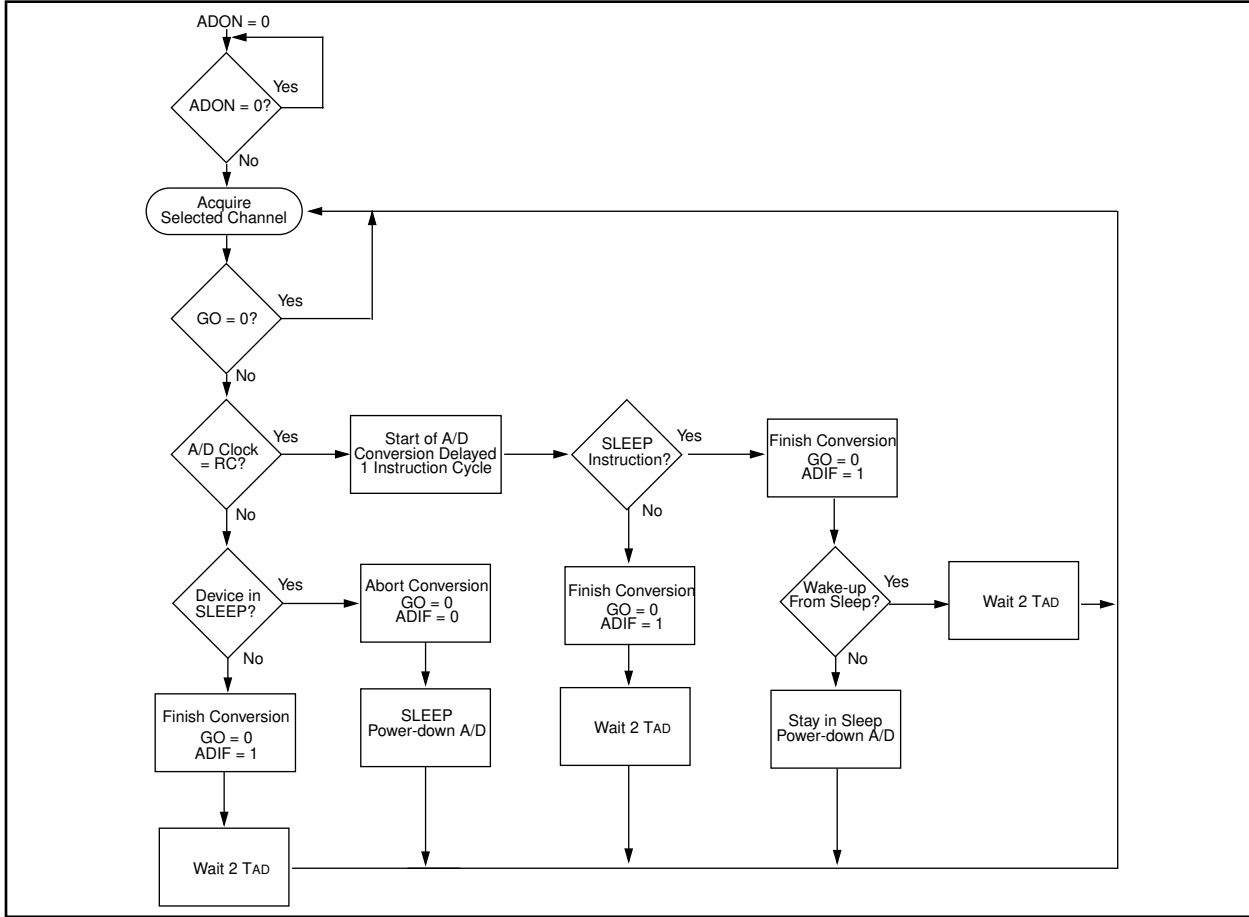 ADON = 0
Yes
ADON = 0?
No
Acquire
Selected Channel
Yes
GO = 0?
No
A/D Clock
= RC?
Yes
Start of A/D
Conversion Delayed
1 Instruction Cycle
SLEEP
Instruction?
Yes
Finish Conversion
GO = 0
ADIF = 1
No
No
Device in
SLEEP?
Yes
Abort Conversion
GO = 0
ADIF = 0
Finish Conversion
GO = 0
ADIF = 1
Wake-up
From Sleep?
Yes
Wait 2 TAD
No
No
Finish Conversion
GO = 0
ADIF = 1
SLEEP
Power-down A/D
Wait 2 TAD
Stay in Sleep
Power-down A/D
Wait 2 TAD